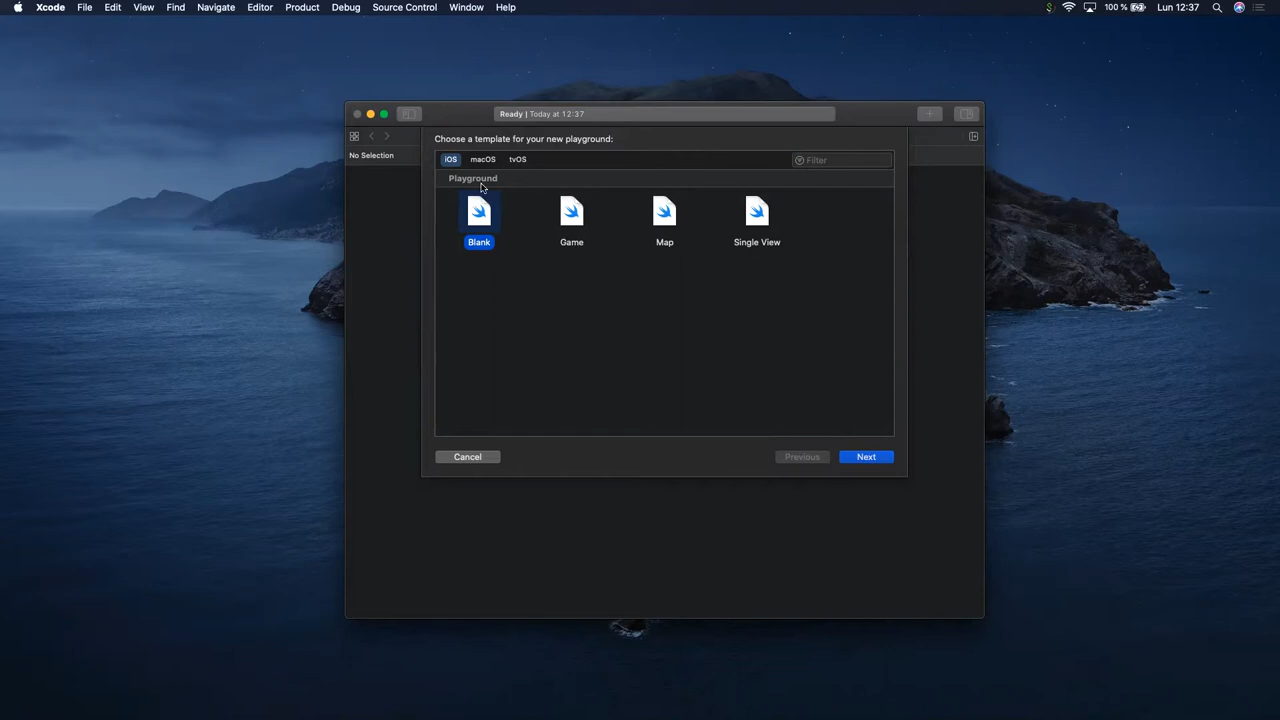 Xcode File Edit View Find Navigate Editor Product Debug Source Control Window Help 100 % Lun 12:37
Ready | Today at 12:37
Choose a template for your new playground:
No Selection
iOS macOS tvOS Filter
Playground
Blank Game Map Single View
Cancel Previous Next